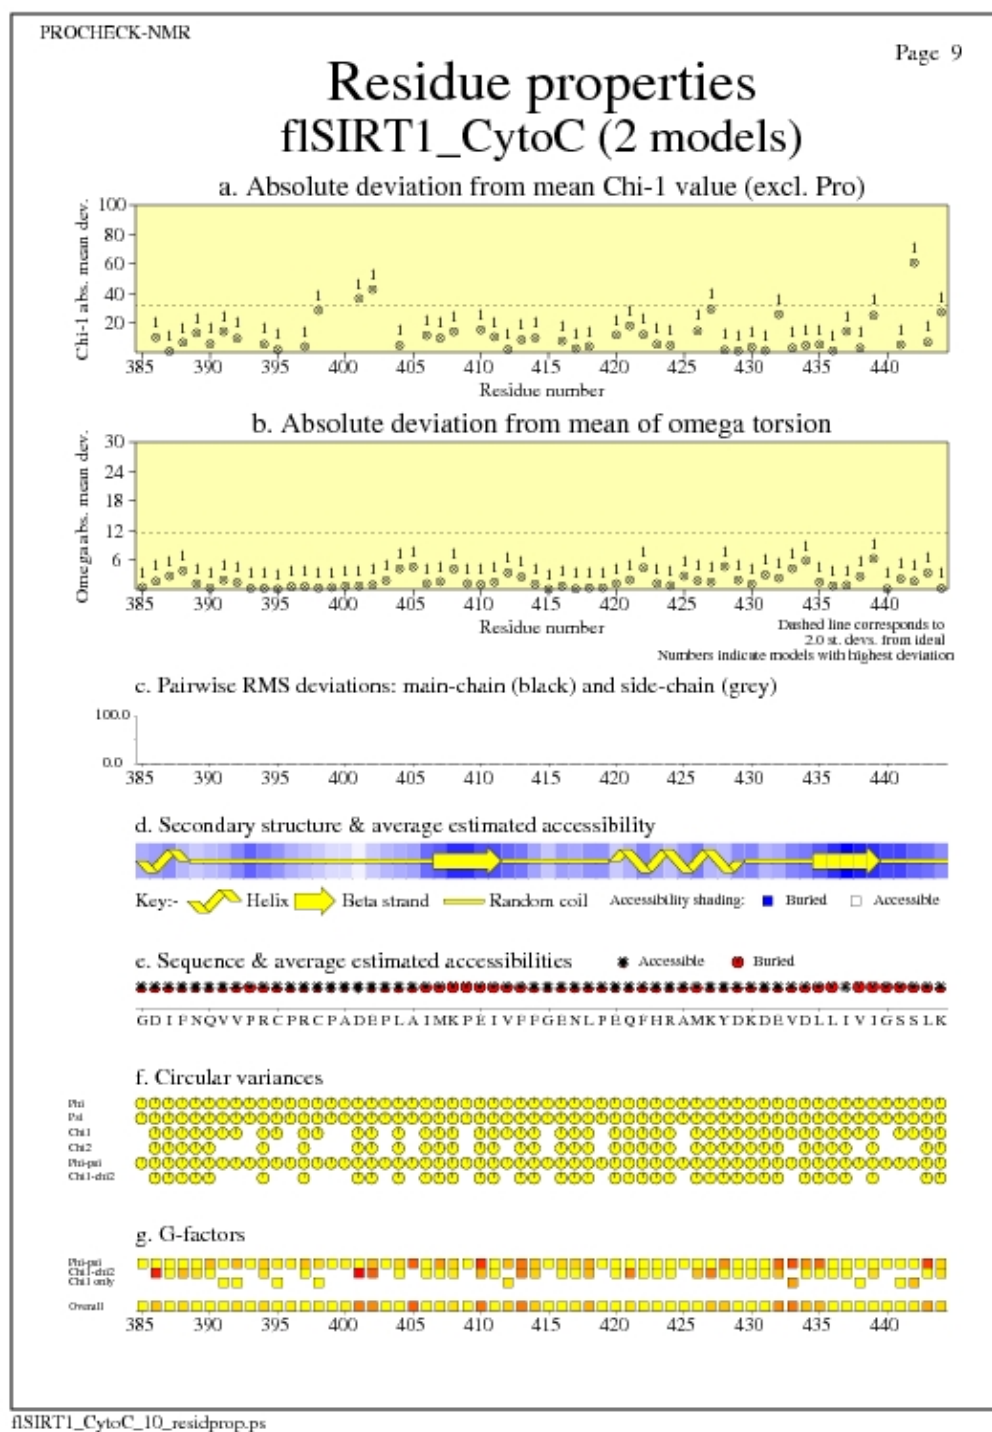 PROCHECK-NMR
Page 9
Residue properties
flSIRT1_CytoC (2 models)
a. Absolute deviation from mean Chi-1 value (excl. Pro)
Chi-1 abs. mean dev.
100
80
60
40
20
385 390 395 400 405 410 415 420 425 430 435 440
Residue number
b. Absolute deviation from mean of omega torsion
Omega abs. mean dev.
30
24
18
12
6
385 390 395 400 405 410 415 420 425 430 435 440
Residue number
Dashed line corresponds to
2.0 st. devs. from ideal
Numbers indicate models with highest deviation
c. Pairwise RMS deviations: main-chain (black) and side-chain (grey)
100.0
0.0
385 390 395 400 405 410 415 420 425 430 435 440
d. Secondary structure & average estimated accessibility
Key:- Helix Beta strand Random coil Accessibility shading: Buried Accessible
e. Sequence & average estimated accessibilities Accessible Buried
G D I F N Q V V P R C P R C P A D E P L A I M K P E I V F F G E N L P E Q F H R A M K Y D K D E V D L L I V I G S S L K
f. Circular variances
Phi
Psi
Chi1
Chi2
Phi-psi
Chi1-chi2
g. G-factors
Phi-psi
Chi1-chi2
Chi1 only
Overall
385 390 395 400 405 410 415 420 425 430 435 440
flSIRT1_CytoC_10_residprop.ps